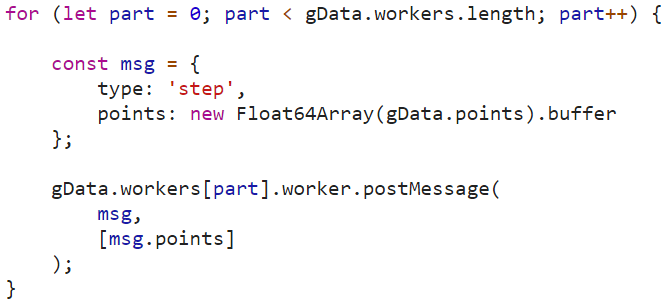 for (let part = 0; part < gData.workers.length; part++) {
    const msg = {
        type: 'step',
        points: new Float64Array(gData.points).buffer
    };
    gData.workers[part].worker.postMessage(
        msg,
        [msg.points]
    );
}